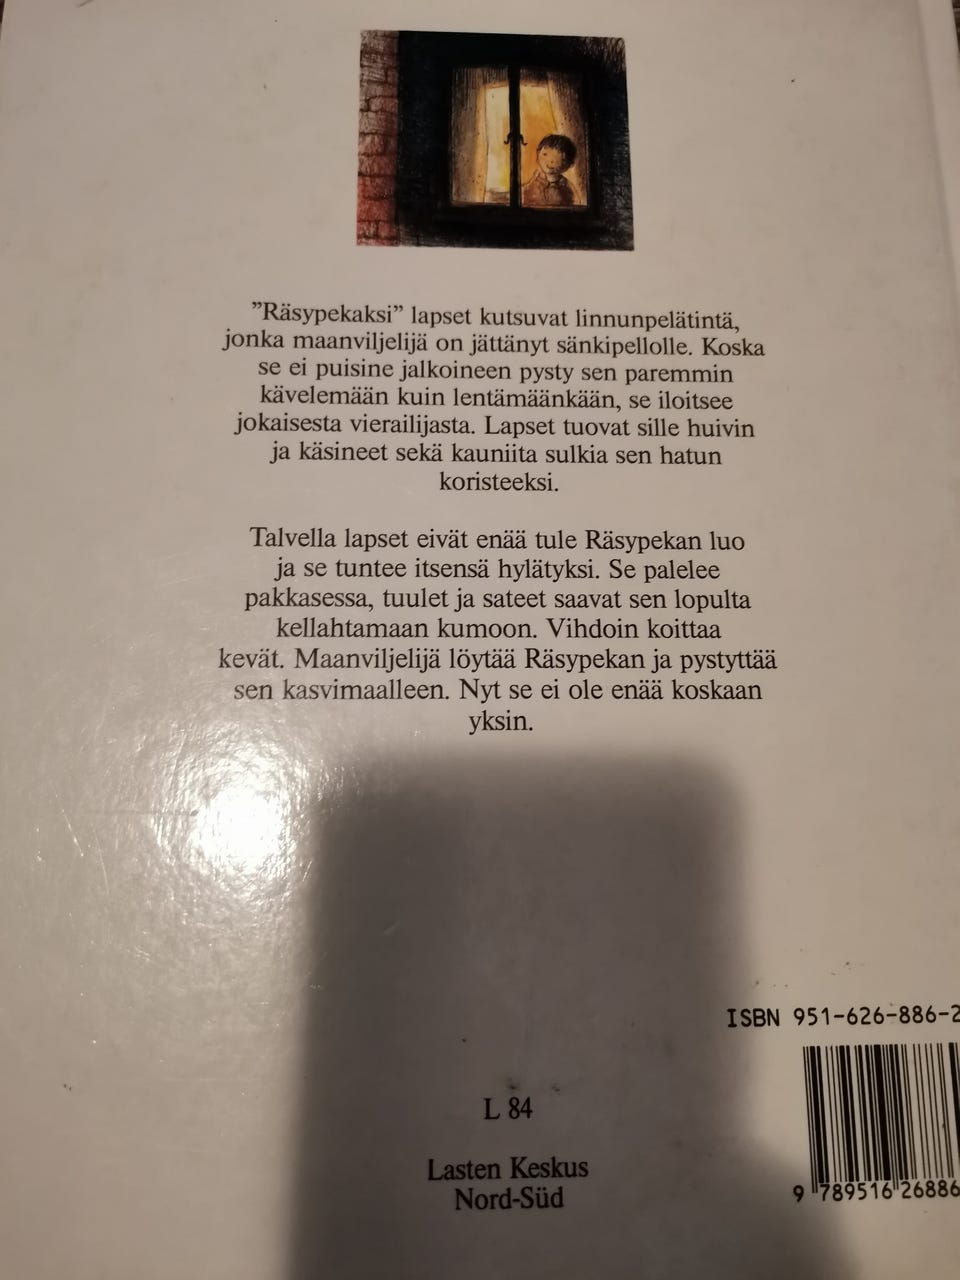 ”Räsypekaksi” lapset kutsuvat linnunpelätintä,
jonka maanviljelijä on jättänyt sänkipellolle. Koska
se ei puisine jalkoineen pysty sen paremmin
kävelemään kuin lentämäänkään, se iloitsee
jokaisesta vierailijasta. Lapset tuovat sille huivin
ja käsineet sekä kauniita sulkia sen hatun
koristeeksi.
Talvella lapset eivät enää tule Räsypekan luo
ja se tuntee itsensä hylätyksi. Se palelee
pakkasessa, tuulet ja sateet saavat sen lopulta
kellahtamaan kumoon. Vihdoin koittaa
kevät. Maanviljelijä löytää Räsypekan ja pystyttää
sen kasvimaalleen. Nyt se ei ole enää koskaan
yksin.
ISBN 951-626-886-2
L 84
Lasten Keskus
Nord-Süd
9 789516 26886